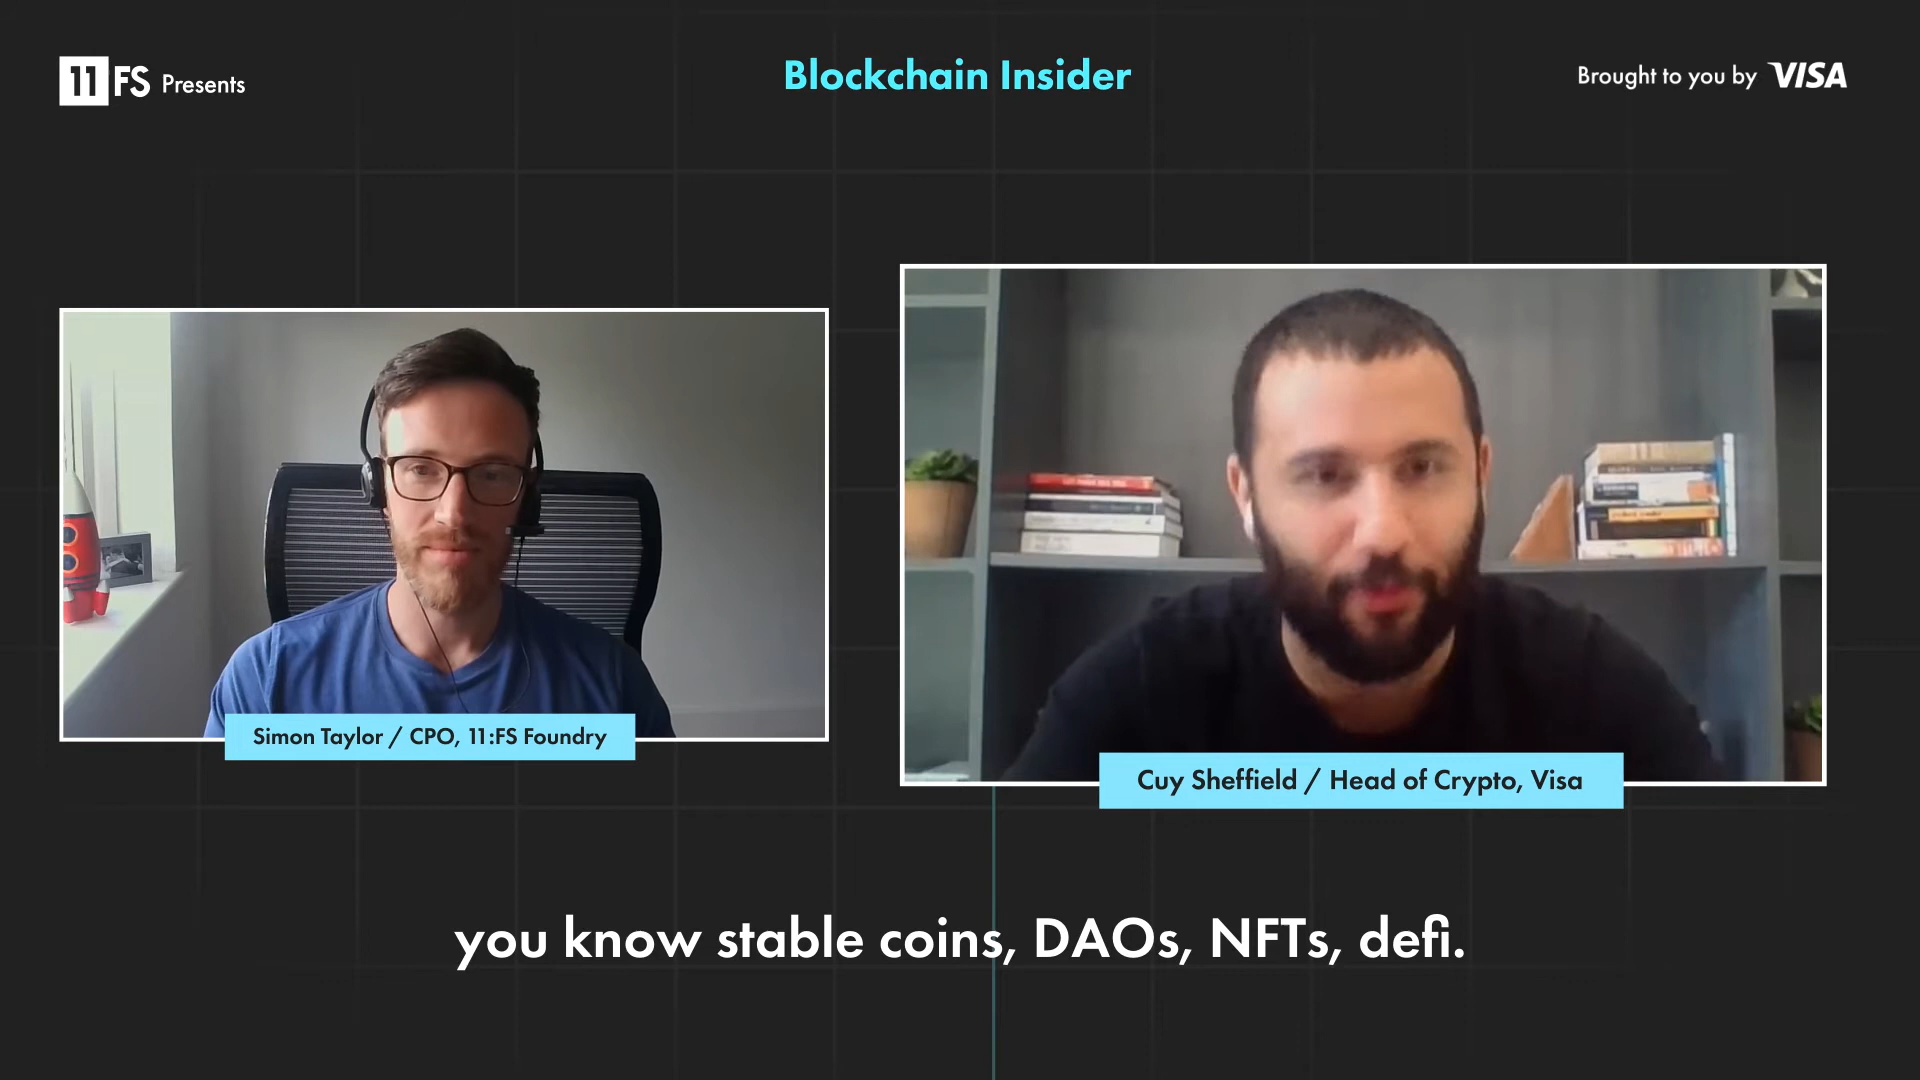 11 FS Presents
Blockchain Insider
Brought to you by VISA
Simon Taylor / CPO, 11:FS Foundry
Cuy Sheffield / Head of Crypto, Visa
you know stable coins, DAOs, NFTs, defi.